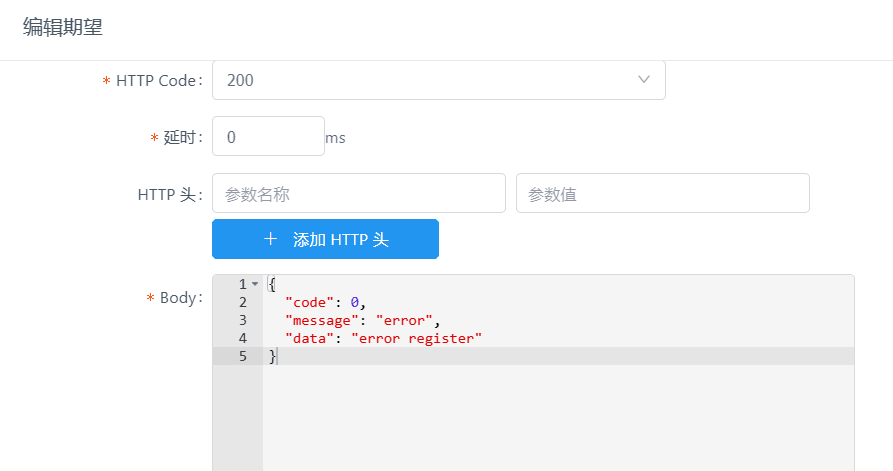 编辑期望
* HTTP Code: 200
* 延时: 0 ms
HTTP 头: 参数名称 参数值
+ 添加 HTTP 头
* Body:
1 {
2 "code": 0,
3 "message": "error",
4 "data": "error register"
5 }